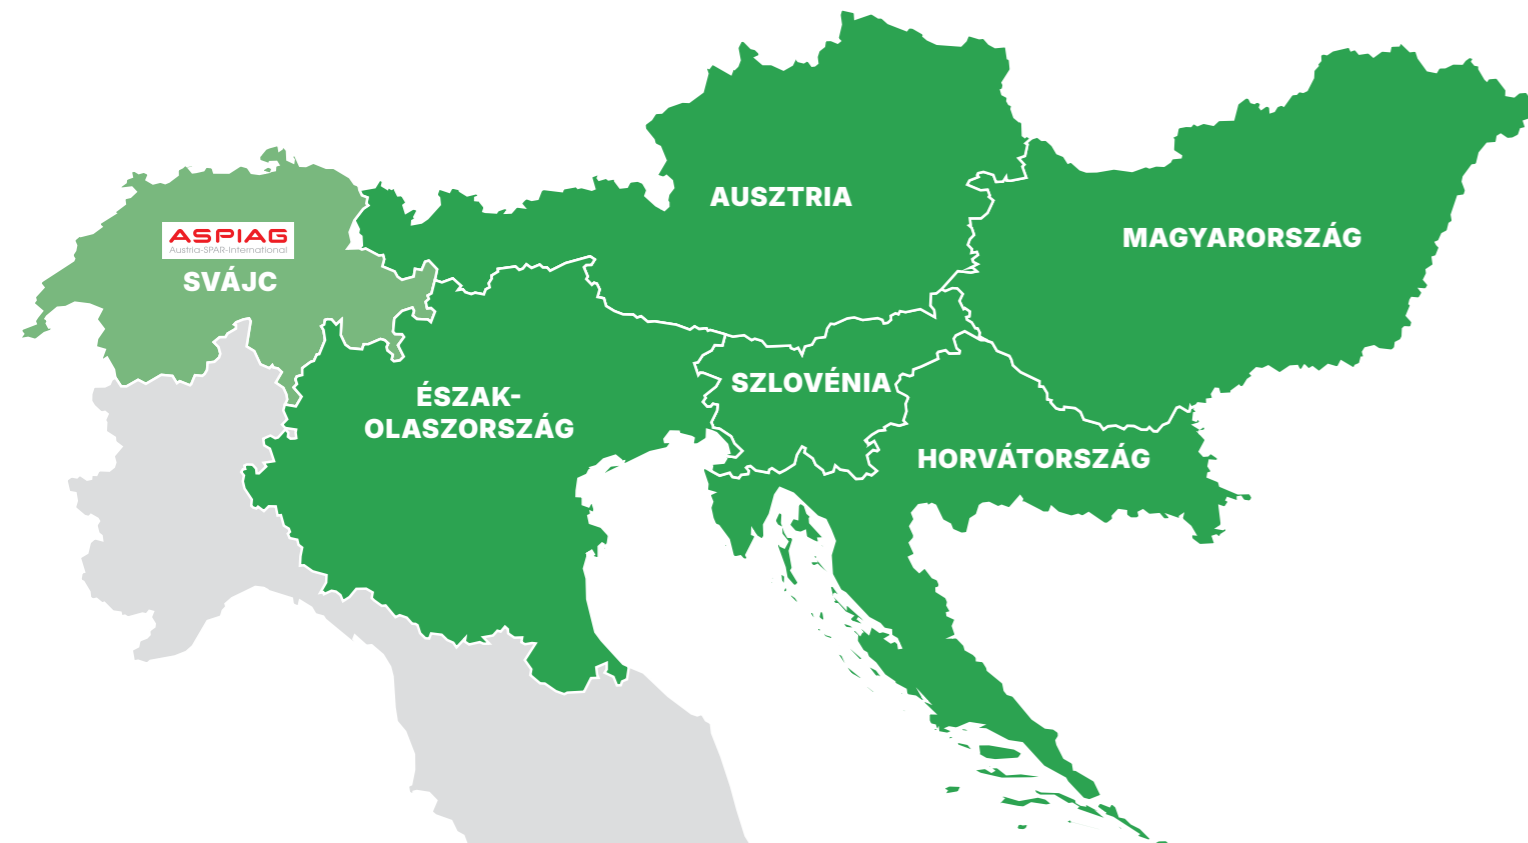 AUSZTRIA
MAGYARORSZÁG
ASPIAG
Austria-SPAR-International
SVÁJC
SZLOVÉNIA
ÉSZAK-
OLASZORSZÁG
HORVÁTORSZÁG